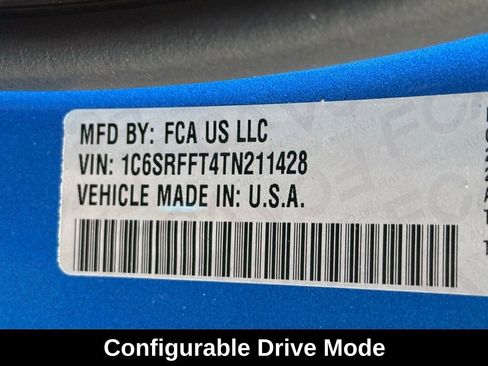 MFD BY: FCA US LLC
VIN: 1C6SRFFT4TN211428
VEHICLE MADE IN: U.S.A.
Configurable Drive Mode